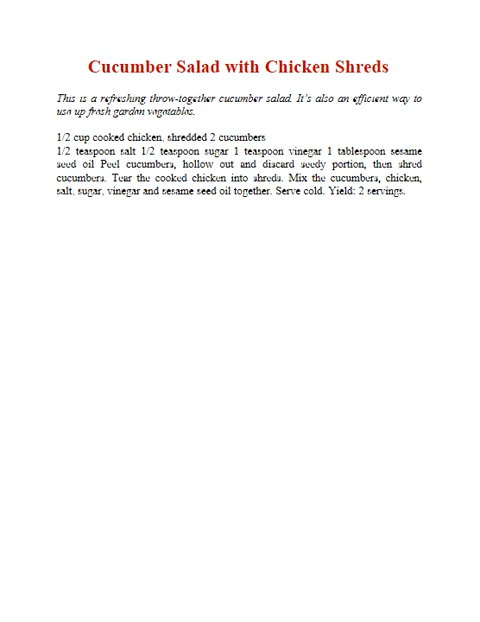 Cucumber Salad with Chicken Shreds
This is a refreshing throw-together cucumber salad. It's also an efficient way to
use up fresh garden vegetables.
1/2 cup cooked chicken, shredded 2 cucumbers
1/2 teaspoon salt 1/2 teaspoon sugar 1 teaspoon vinegar 1 tablespoon sesame
seed oil Peel cucumbers, hollow out and discard seedy portion, then shred
cucumbers. Tear the cooked chicken into shreds. Mix the cucumbers, chicken,
salt, sugar, vinegar and sesame seed oil together. Serve cold. Yield: 2 servings.